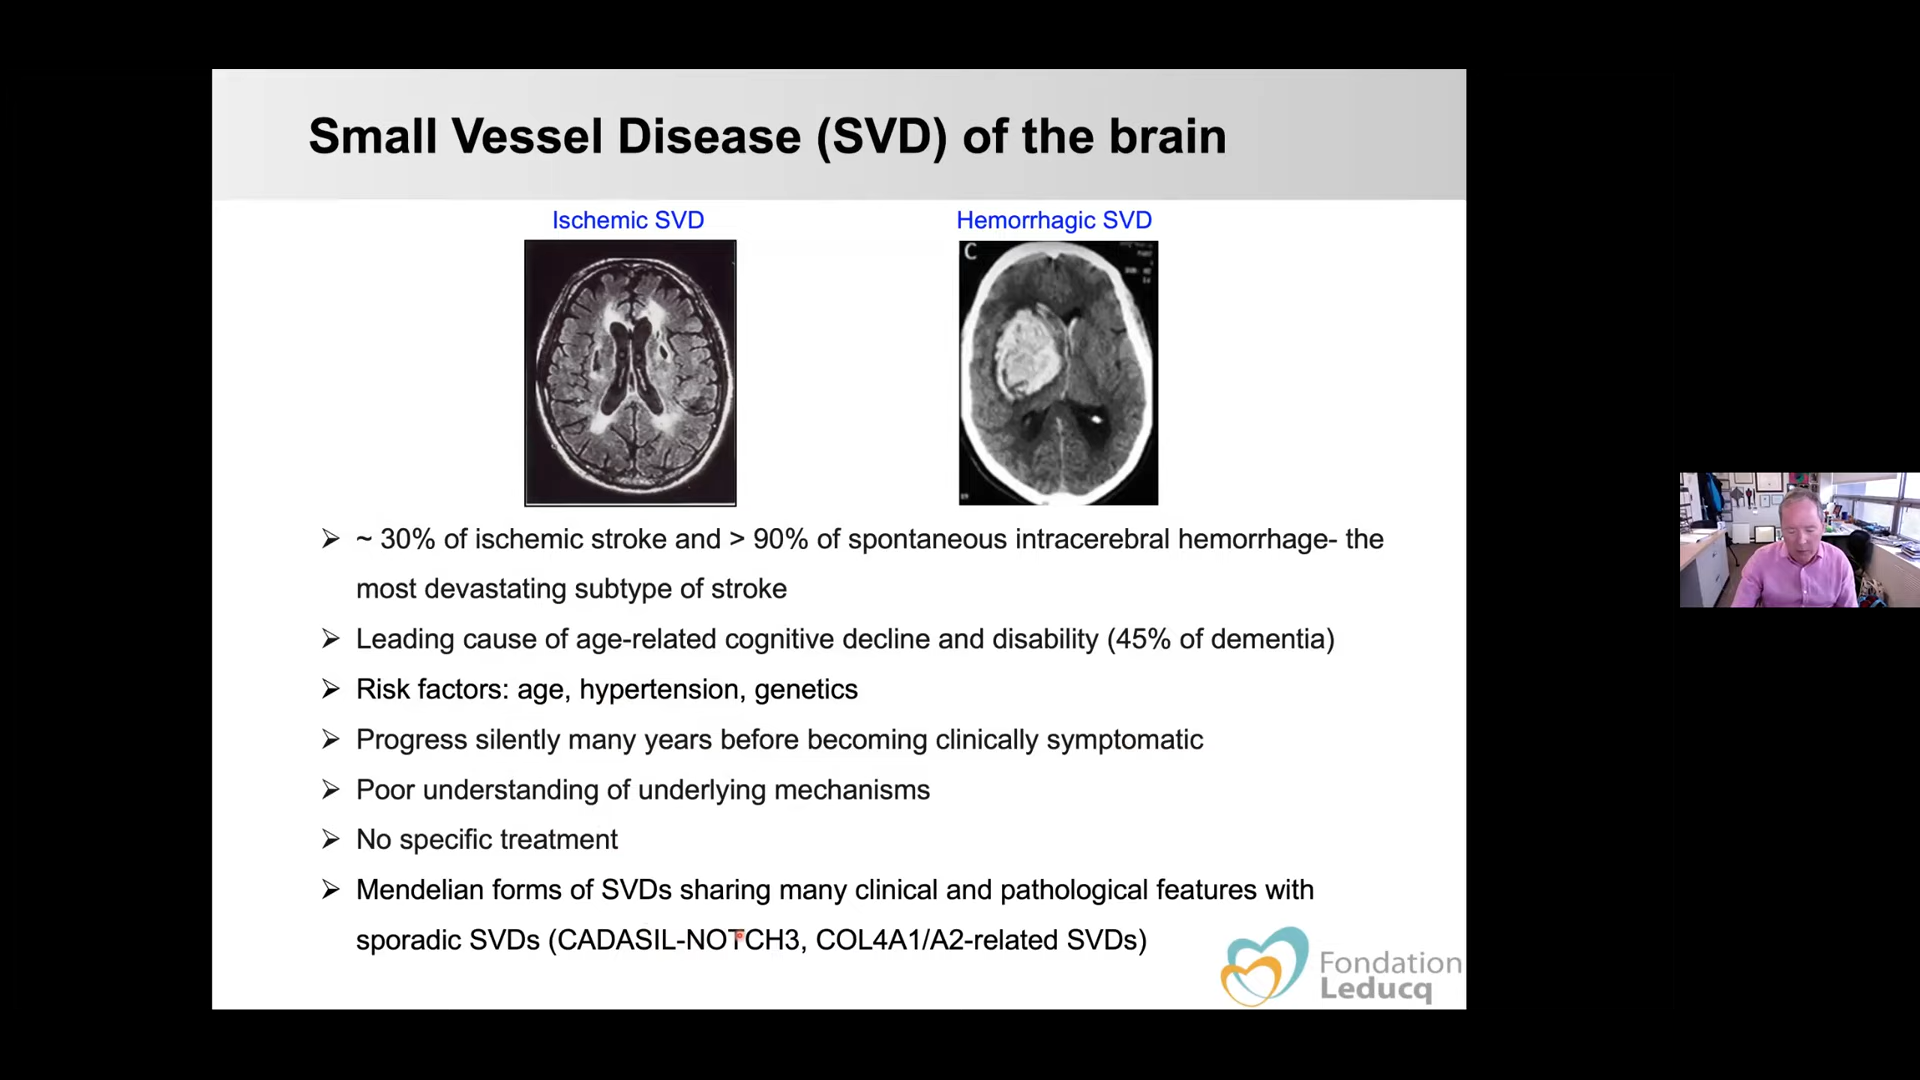 Small Vessel Disease (SVD) of the brain
Ischemic SVD
Hemorrhagic SVD
C
➢ ~ 30% of ischemic stroke and > 90% of spontaneous intracerebral hemorrhage- the
most devastating subtype of stroke
➢ Leading cause of age-related cognitive decline and disability (45% of dementia)
➢ Risk factors: age, hypertension, genetics
➢ Progress silently many years before becoming clinically symptomatic
➢ Poor understanding of underlying mechanisms
➢ No specific treatment
➢ Mendelian forms of SVDs sharing many clinical and pathological features with
sporadic SVDs (CADASIL-NOTCH3, COL4A1/A2-related SVDs)
Fondation
Leducq